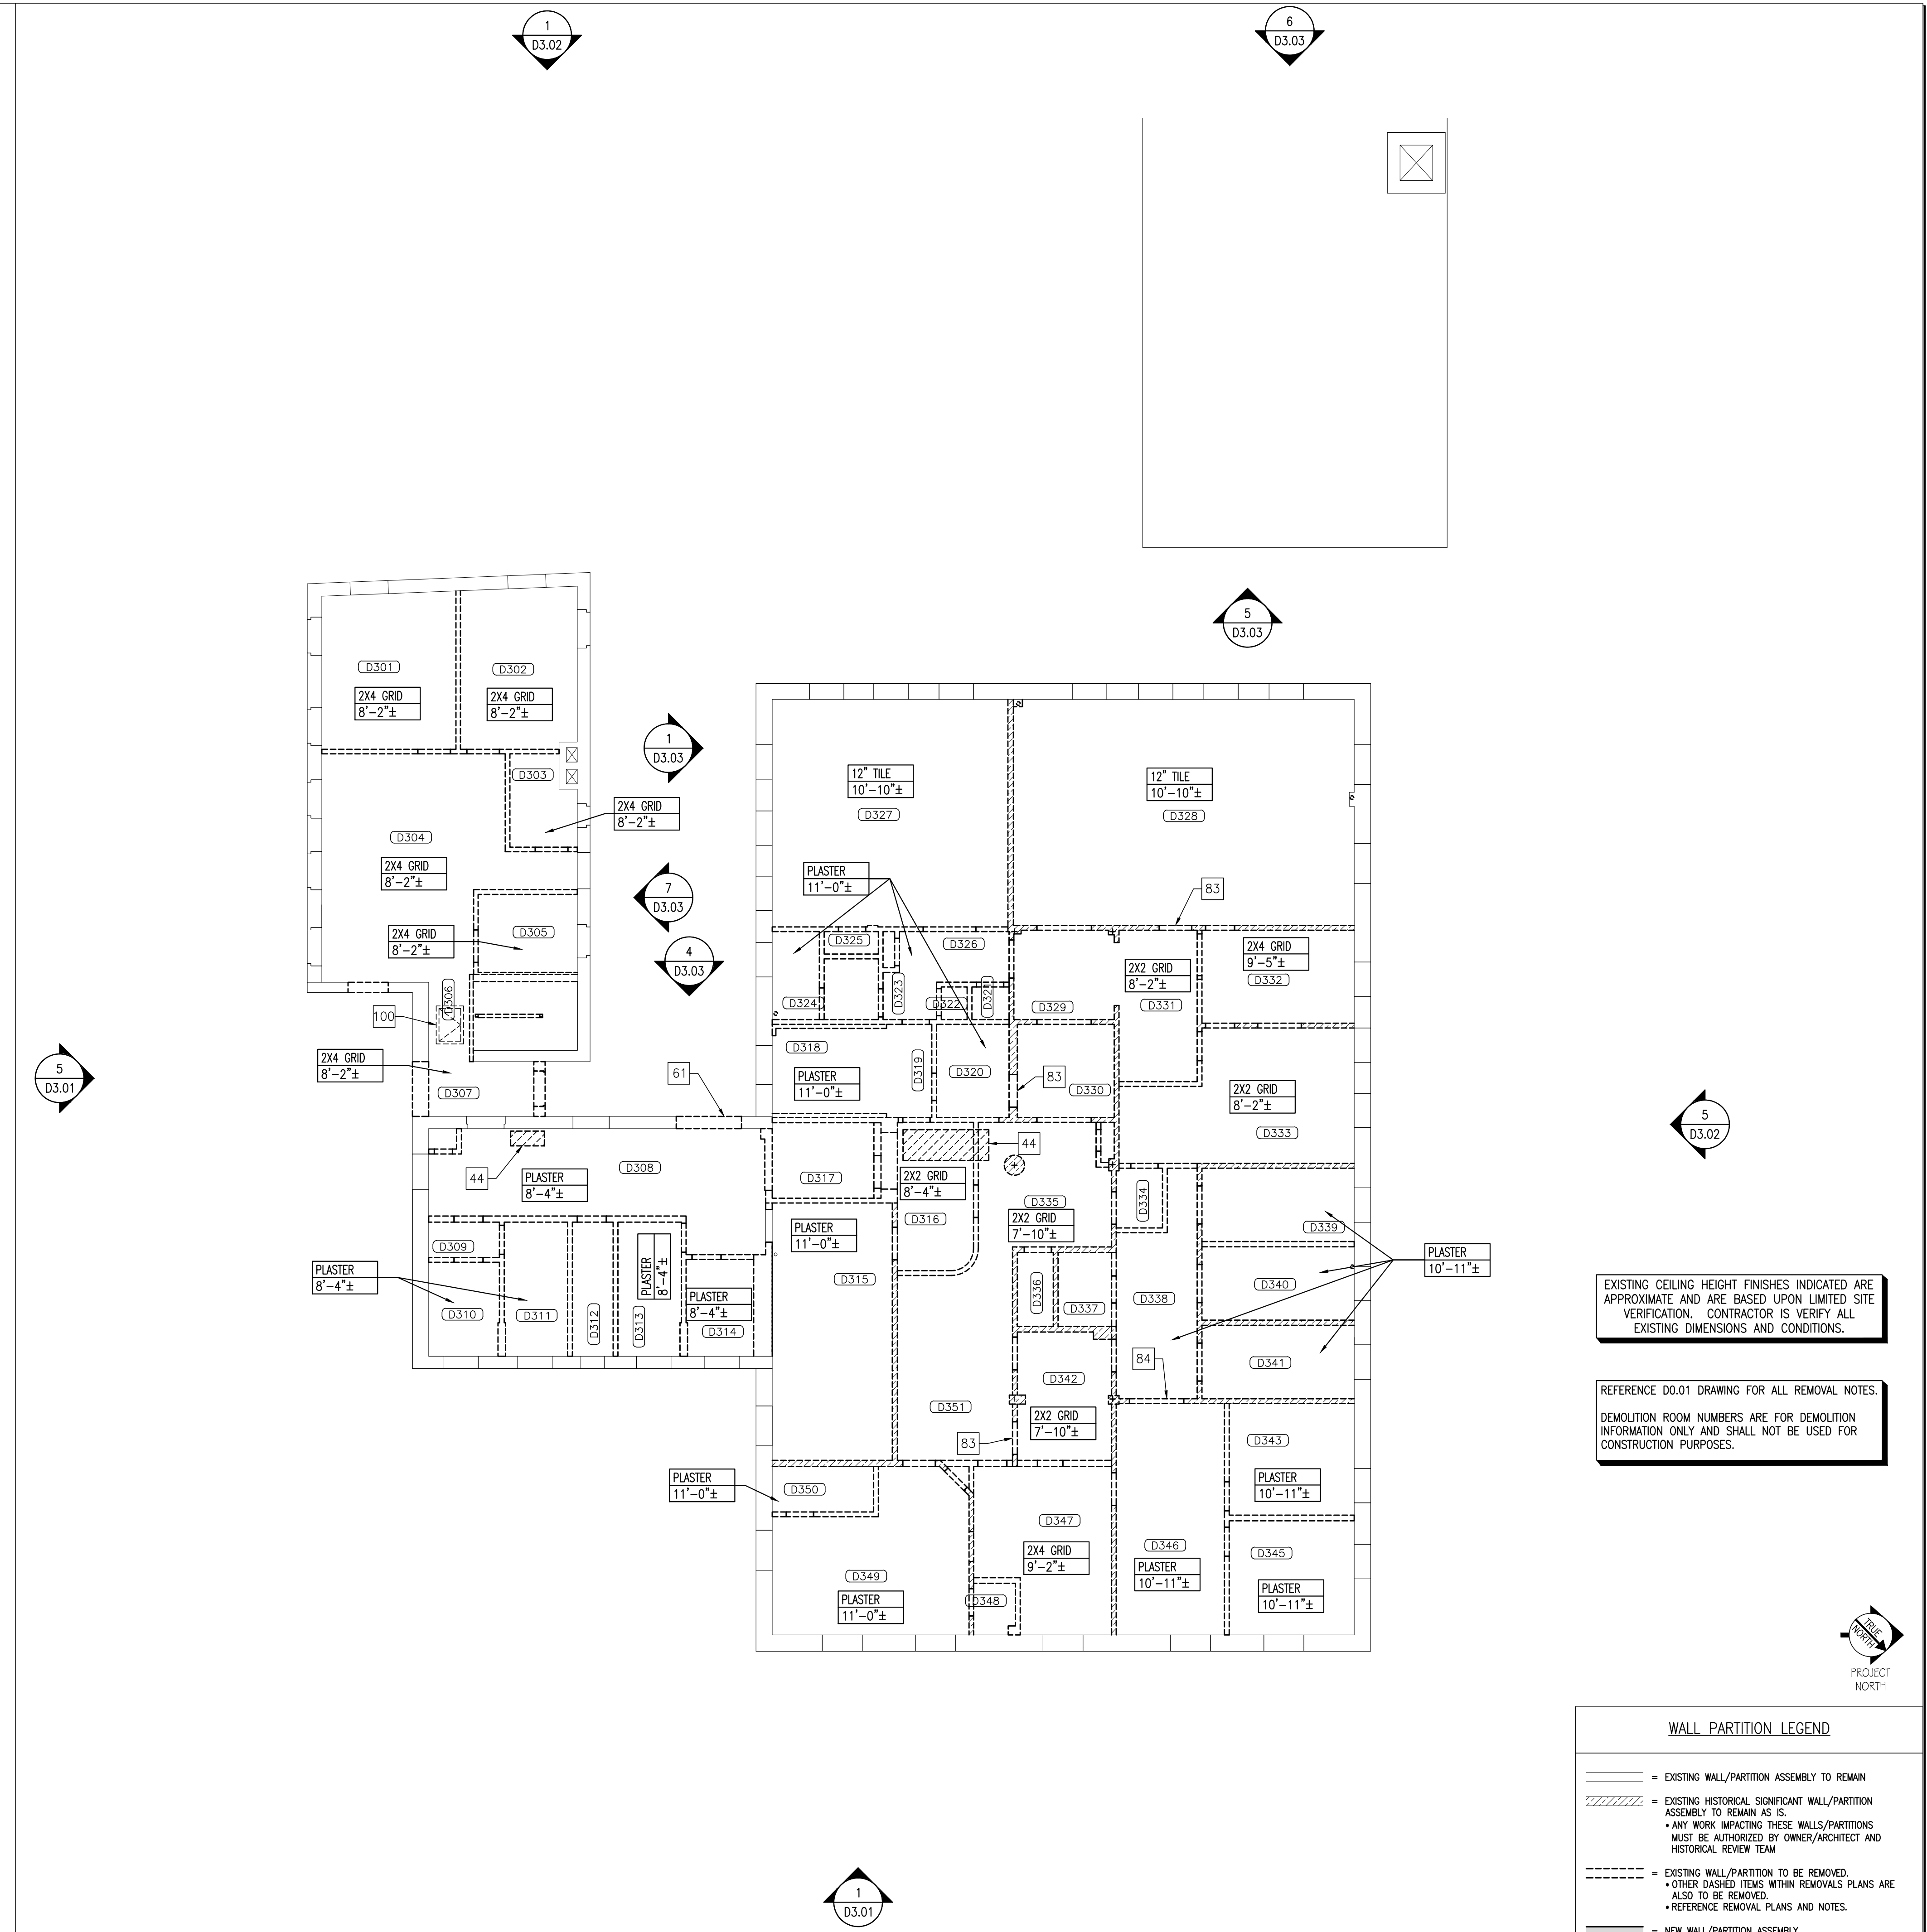 1
D3.02
6
D3.03
5
D3.03
D301
2X4 GRID
8'-2"±
D302
2X4 GRID
8'-2"±
1
D3.03
D303
2X4 GRID
8'-2"±
D304
2X4 GRID
8'-2"±
7
D3.03
2X4 GRID
8'-2"±
D305
4
D3.03
D306
100
2X4 GRID
8'-2"±
D307
5
D3.01
61
12" TILE
10'-10"±
D327
12" TILE
10'-10"±
D328
PLASTER
11'-0"±
83
D325
D326
D324
D323
D322
D321
D329
2X2 GRID
8'-2"±
D331
2X4 GRID
9'-5"±
D332
D318
PLASTER
11'-0"±
D319
D320
83
D330
2X2 GRID
8'-2"±
D333
5
D3.02
44
D308
PLASTER
8'-4"±
D317
2X2 GRID
8'-4"±
D316
44
D335
2X2 GRID
7'-10"±
D334
D339
PLASTER
10'-11"±
D309
PLASTER
8'-4"±
D310
D311
D312
D313
PLASTER
8'-4"±
PLASTER
8'-4"±
D314
PLASTER
11'-0"±
D315
D336
D337
D338
D340
D341
84
D342
2X2 GRID
7'-10"±
D351
83
D343
PLASTER
10'-11"±
PLASTER
11'-0"±
D350
D347
2X4 GRID
9'-2"±
D346
PLASTER
10'-11"±
D345
PLASTER
10'-11"±
D349
PLASTER
11'-0"±
D348
1
D3.01
EXISTING CEILING HEIGHT FINISHES INDICATED ARE
APPROXIMATE AND ARE BASED UPON LIMITED SITE
VERIFICATION. CONTRACTOR IS VERIFY ALL
EXISTING DIMENSIONS AND CONDITIONS.
REFERENCE D0.01 DRAWING FOR ALL REMOVAL NOTES.
DEMOLITION ROOM NUMBERS ARE FOR DEMOLITION
INFORMATION ONLY AND SHALL NOT BE USED FOR
CONSTRUCTION PURPOSES.
TRUE
NORTH
PROJECT
NORTH
WALL PARTITION LEGEND
= EXISTING WALL/PARTITION ASSEMBLY TO REMAIN
= EXISTING HISTORICAL SIGNIFICANT WALL/PARTITION
ASSEMBLY TO REMAIN AS IS.
• ANY WORK IMPACTING THESE WALLS/PARTITIONS
MUST BE AUTHORIZED BY OWNER/ARCHITECT AND
HISTORICAL REVIEW TEAM
= EXISTING WALL/PARTITION TO BE REMOVED.
• OTHER DASHED ITEMS WITHIN REMOVALS PLANS ARE
ALSO TO BE REMOVED.
• REFERENCE REMOVAL PLANS AND NOTES.
= NEW WALL/PARTITION ASSEMBLY